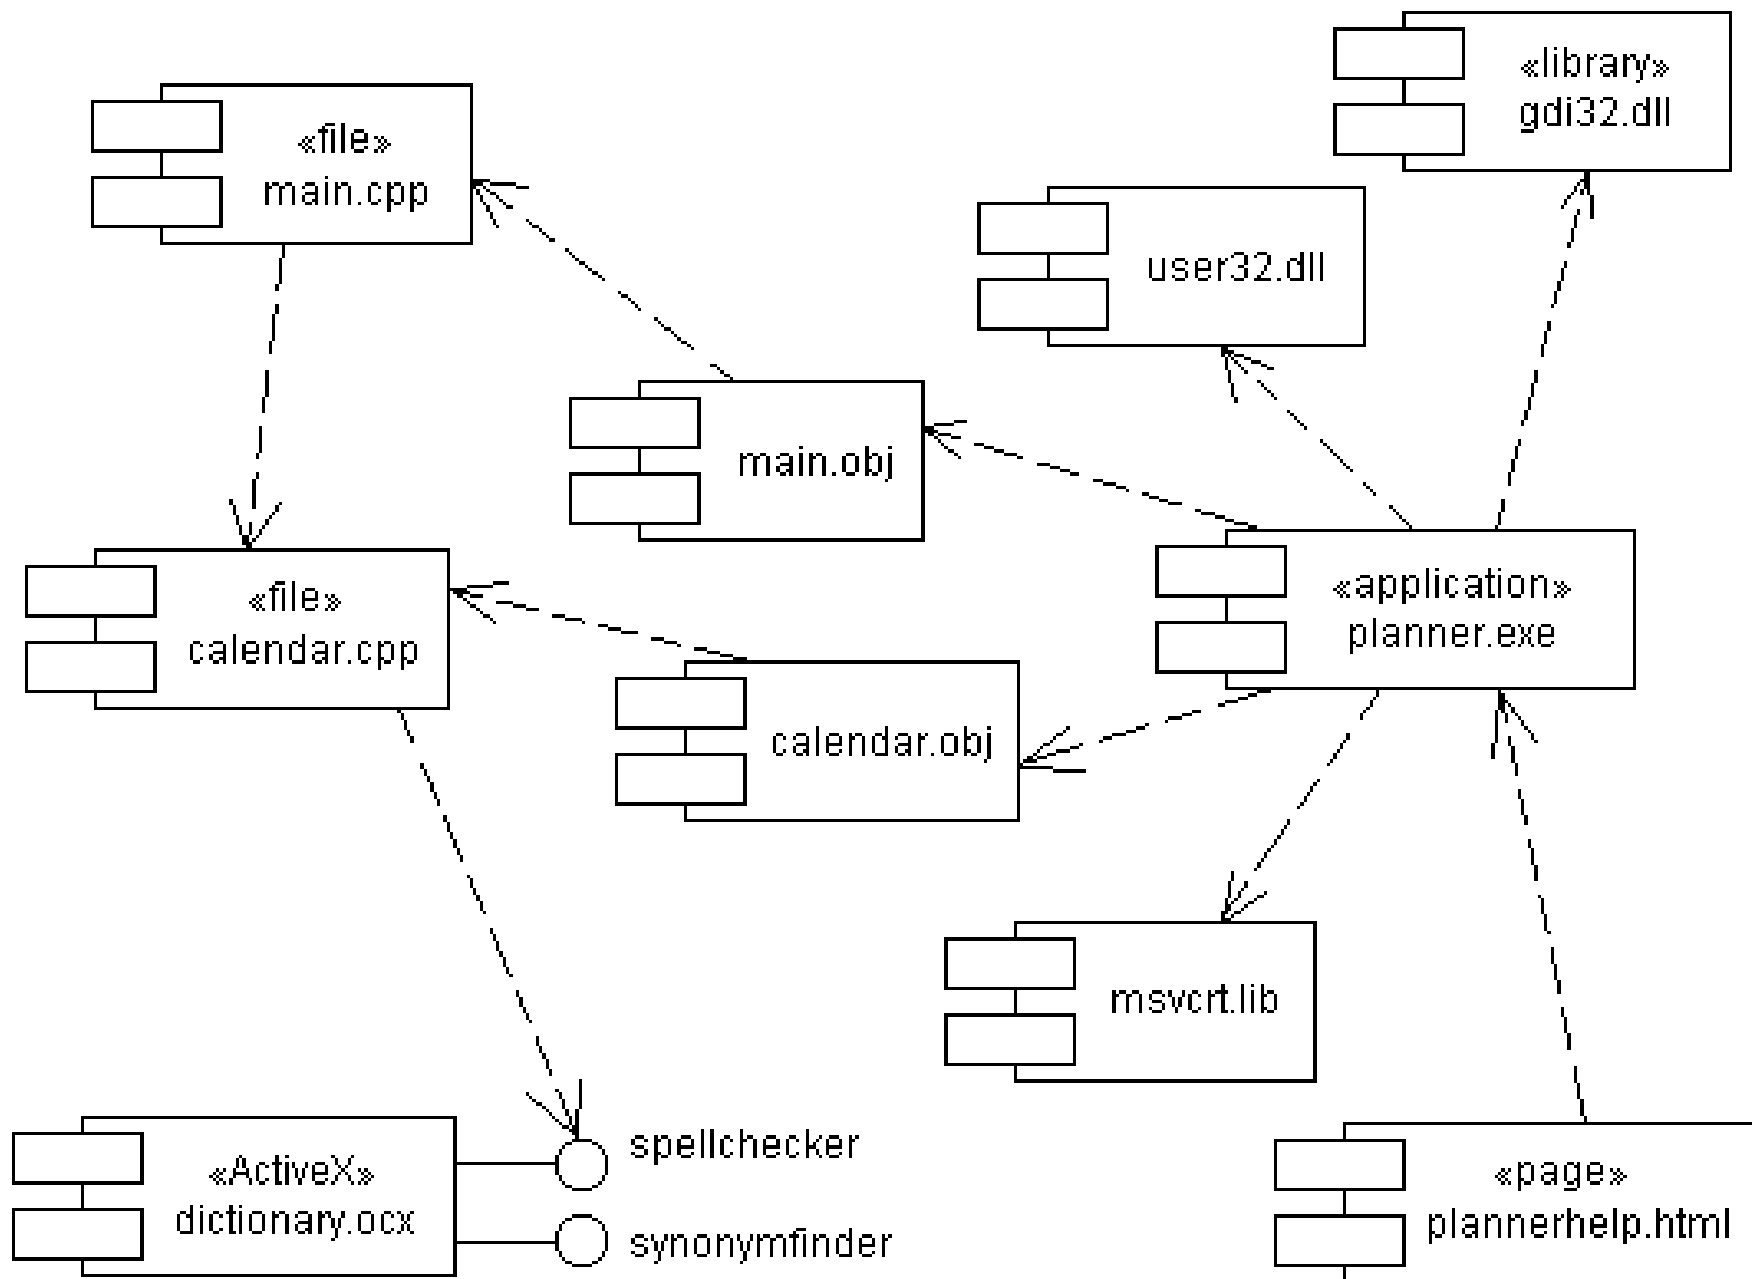 «library»
gdi32.dll
«file»
main.cpp
user32.dll
main.obj
«application»
planner.exe
«file»
calendar.cpp
calendar.obj
msvcrt.lib
«ActiveX»
dictionary.ocx
spellchecker
synonymfinder
«page»
plannerhelp.html